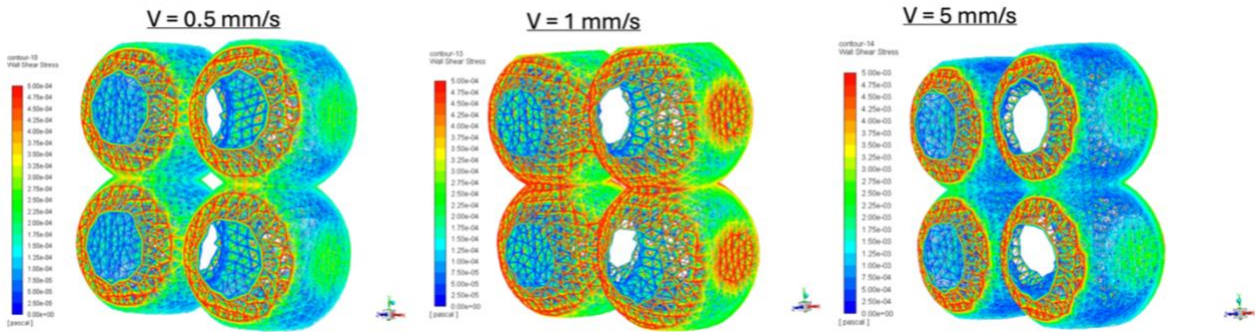 V = 0.5 mm/s
contour-10
Wall Shear Stress
5.00e-04
4.75e-04
4.50e-04
4.25e-04
4.00e-04
3.75e-04
3.50e-04
3.25e-04
3.00e-04
2.75e-04
2.50e-04
2.25e-04
2.00e-04
1.75e-04
1.50e-04
1.25e-04
1.00e-04
7.50e-05
5.00e-05
2.50e-05
0.00e+00
[ pascal ]
V = 1 mm/s
contour-13
Wall Shear Stress
5.00e-04
4.75e-04
4.50e-04
4.25e-04
4.00e-04
3.75e-04
3.50e-04
3.25e-04
3.00e-04
2.75e-04
2.50e-04
2.25e-04
2.00e-04
1.75e-04
1.50e-04
1.25e-04
1.00e-04
7.50e-05
5.00e-05
2.50e-05
0.00e+00
[ pascal ]
V = 5 mm/s
contour-14
Wall Shear Stress
5.00e-03
4.75e-03
4.50e-03
4.25e-03
4.00e-03
3.75e-03
3.50e-03
3.25e-03
3.00e-03
2.75e-03
2.50e-03
2.25e-03
2.00e-03
1.75e-03
1.50e-03
1.25e-03
1.00e-03
7.50e-04
5.00e-04
2.50e-04
0.00e+00
[ pascal ]